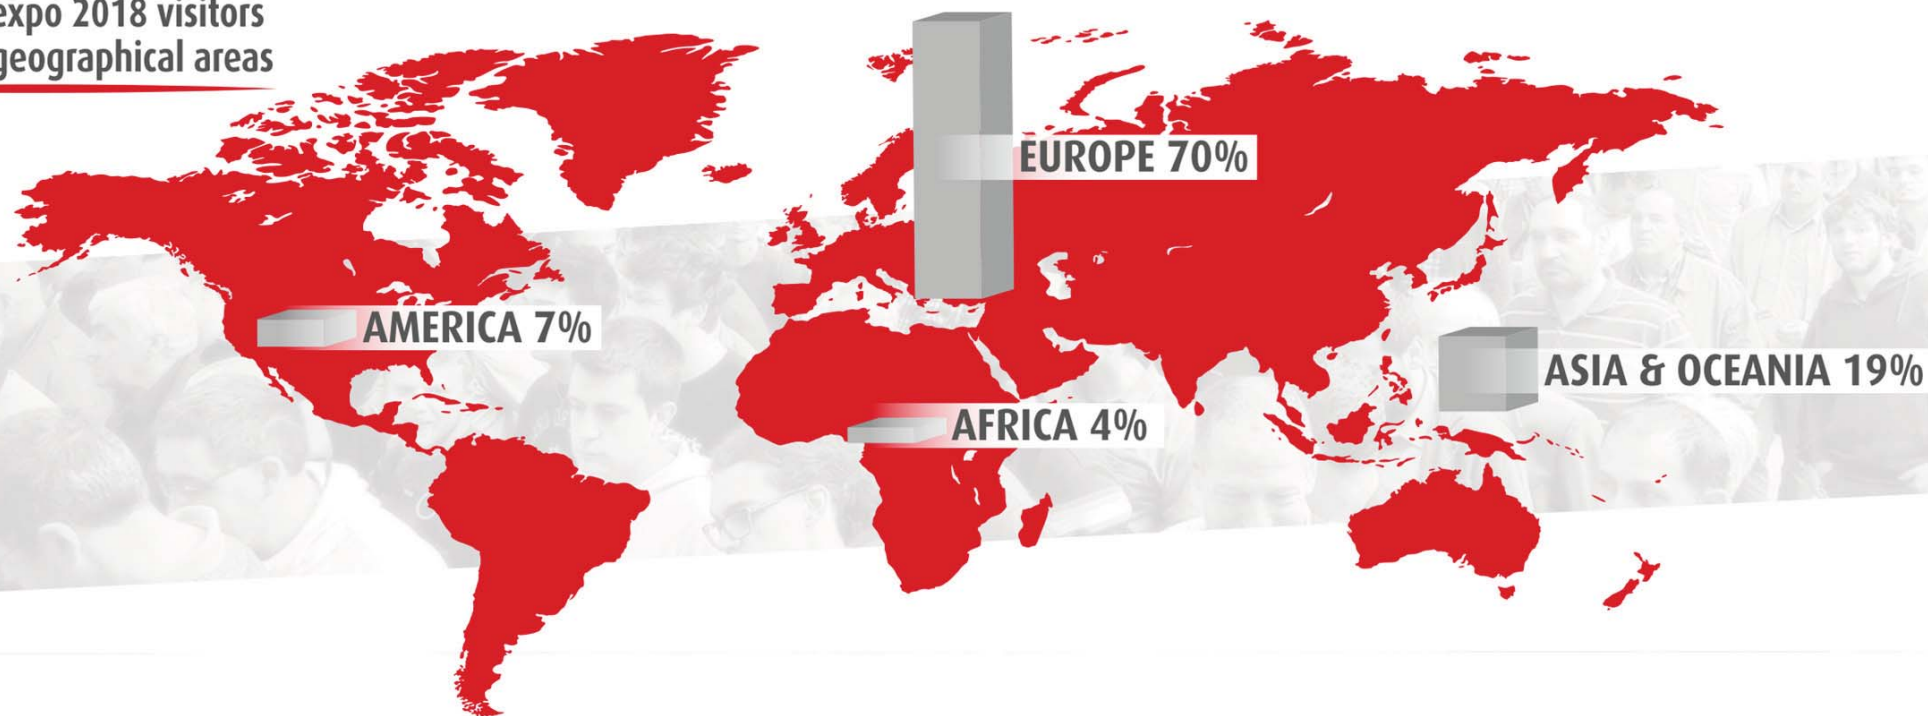 expo 2018 visitors
geographical areas
EUROPE 70%
AMERICA 7%
ASIA & OCEANIA 19%
AFRICA 4%